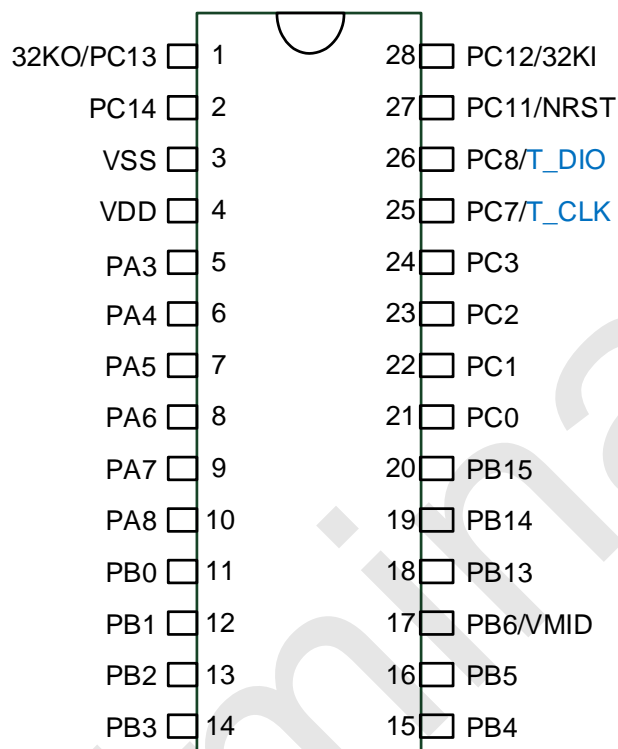 32KO/PC13 1 28 PC12/32KI
PC14 2 27 PC11/NRST
VSS 3 26 PC8/T_DIO
VDD 4 25 PC7/T_CLK
PA3 5 24 PC3
PA4 6 23 PC2
PA5 7 22 PC1
PA6 8 21 PC0
PA7 9 20 PB15
PA8 10 19 PB14
PB0 11 18 PB13
PB1 12 17 PB6/VMID
PB2 13 16 PB5
PB3 14 15 PB4